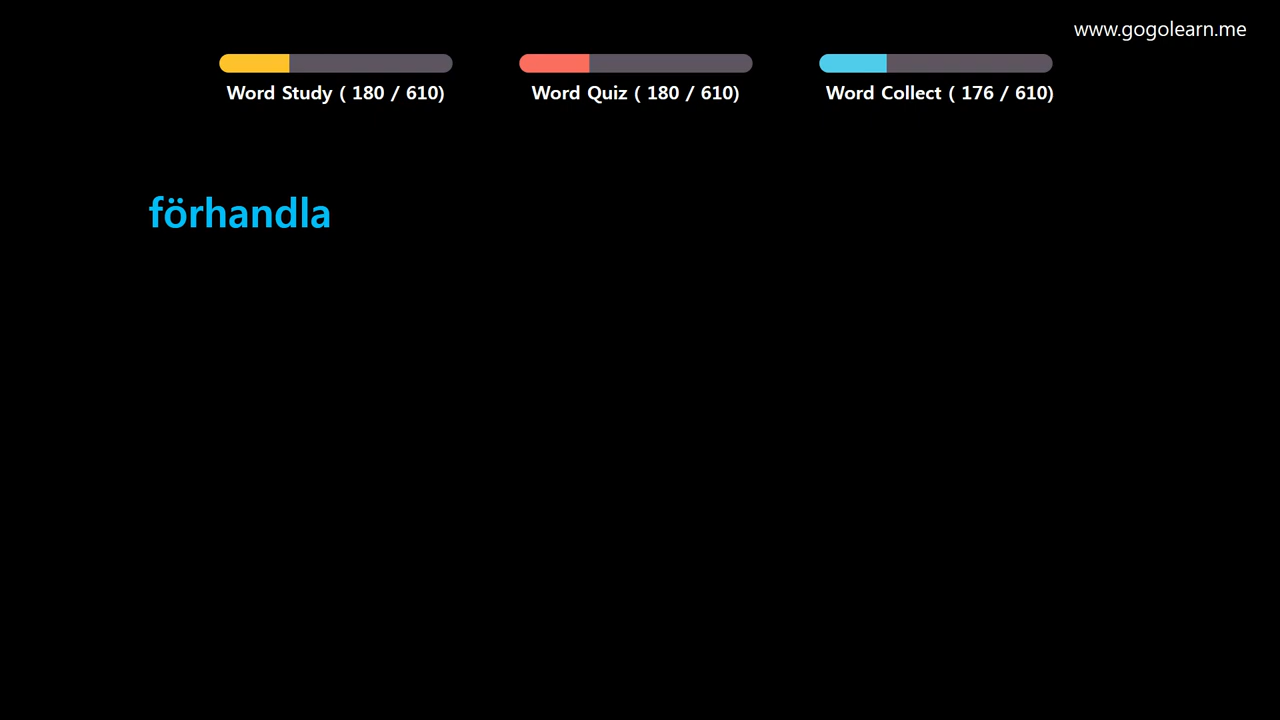 www.gogolearn.me
Word Study ( 180 / 610)
Word Quiz ( 180 / 610)
Word Collect ( 176 / 610)
förhandla